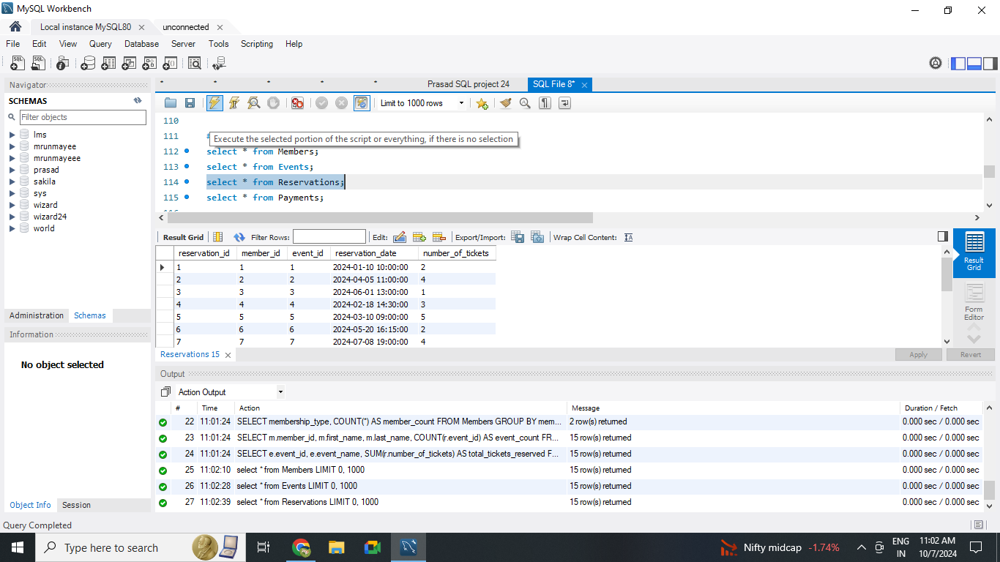 MySQL Workbench
Local instance MySQL80
unconnected
File Edit View Query Database Server Tools Scripting Help
Navigator
SCHEMAS
Filter objects
lms
mrunmayee
mrunmayeee
prasad
sakila
sys
wizard
wizard24
world
Administration Schemas
Information
No object selected
Object Info Session
Query Completed
Prasad SQL project 24
SQL File 8*
Limit to 1000 rows
110
111 #
Execute the selected portion of the script or everything, if there is no selection
112 select * from Members;
113 select * from Events;
114 select * from Reservations;
115 select * from Payments;
Result Grid Filter Rows: Edit: Export/Import: Wrap Cell Content:
reservation_id member_id event_id reservation_date number_of_tickets
1 1 1 2024-01-10 10:00:00 2
2 2 2 2024-04-05 11:00:00 4
3 3 3 2024-06-01 13:00:00 1
4 4 4 2024-02-18 14:30:00 3
5 5 5 2024-03-10 09:00:00 5
6 6 6 2024-05-20 16:15:00 2
7 7 7 2024-07-08 19:00:00 4
Result
Grid
Form
Editor
Reservations 15
Apply Revert
Output
Action Output
# Time Action Message Duration / Fetch
22 11:01:24 SELECT membership_type, COUNT(*) AS member_count FROM Members GROUP BY mem... 2 row(s) returned 0.000 sec / 0.000 sec
23 11:01:24 SELECT m.member_id, m.first_name, m.last_name, COUNT(r.event_id) AS event_count FR... 15 row(s) returned 0.000 sec / 0.000 sec
24 11:01:24 SELECT e.event_id, e.event_name, SUM(r.number_of_tickets) AS total_tickets_reserved F... 15 row(s) returned 0.000 sec / 0.000 sec
25 11:02:10 select * from Members LIMIT 0, 1000 15 row(s) returned 0.000 sec / 0.000 sec
26 11:02:28 select * from Events LIMIT 0, 1000 15 row(s) returned 0.000 sec / 0.000 sec
27 11:02:39 select * from Reservations LIMIT 0, 1000 15 row(s) returned 0.000 sec / 0.000 sec
Type here to search
Nifty midcap -1.74%
ENG
IN
11:02 AM
10/7/2024